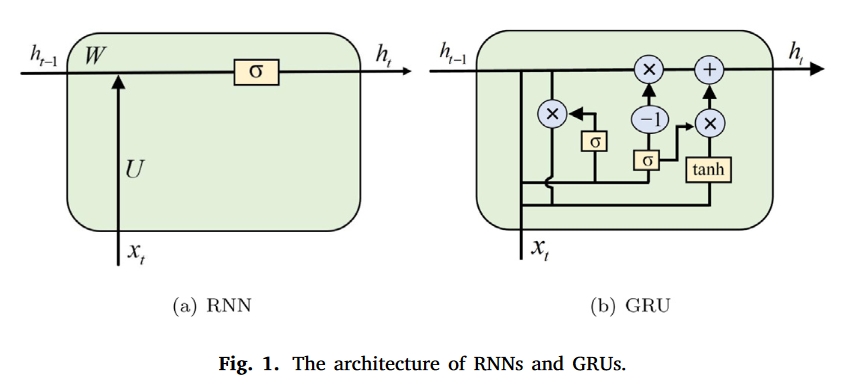 h_{t-1} W σ h_t
U
x_t
(a) RNN
h_{t-1} × + h_t
× −1 ×
σ σ tanh
x_t
(b) GRU
Fig. 1. The architecture of RNNs and GRUs.